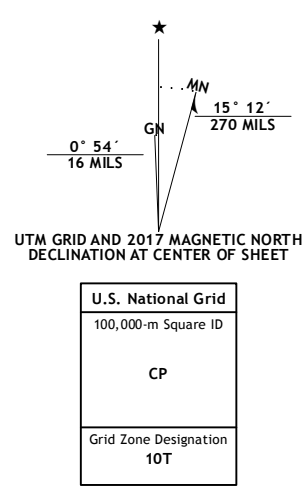 ★
MN
GN
15° 12´
270 MILS
0° 54´
16 MILS
UTM GRID AND 2017 MAGNETIC NORTH
DECLINATION AT CENTER OF SHEET
U.S. National Grid
100,000-m Square ID
CP
Grid Zone Designation
10T